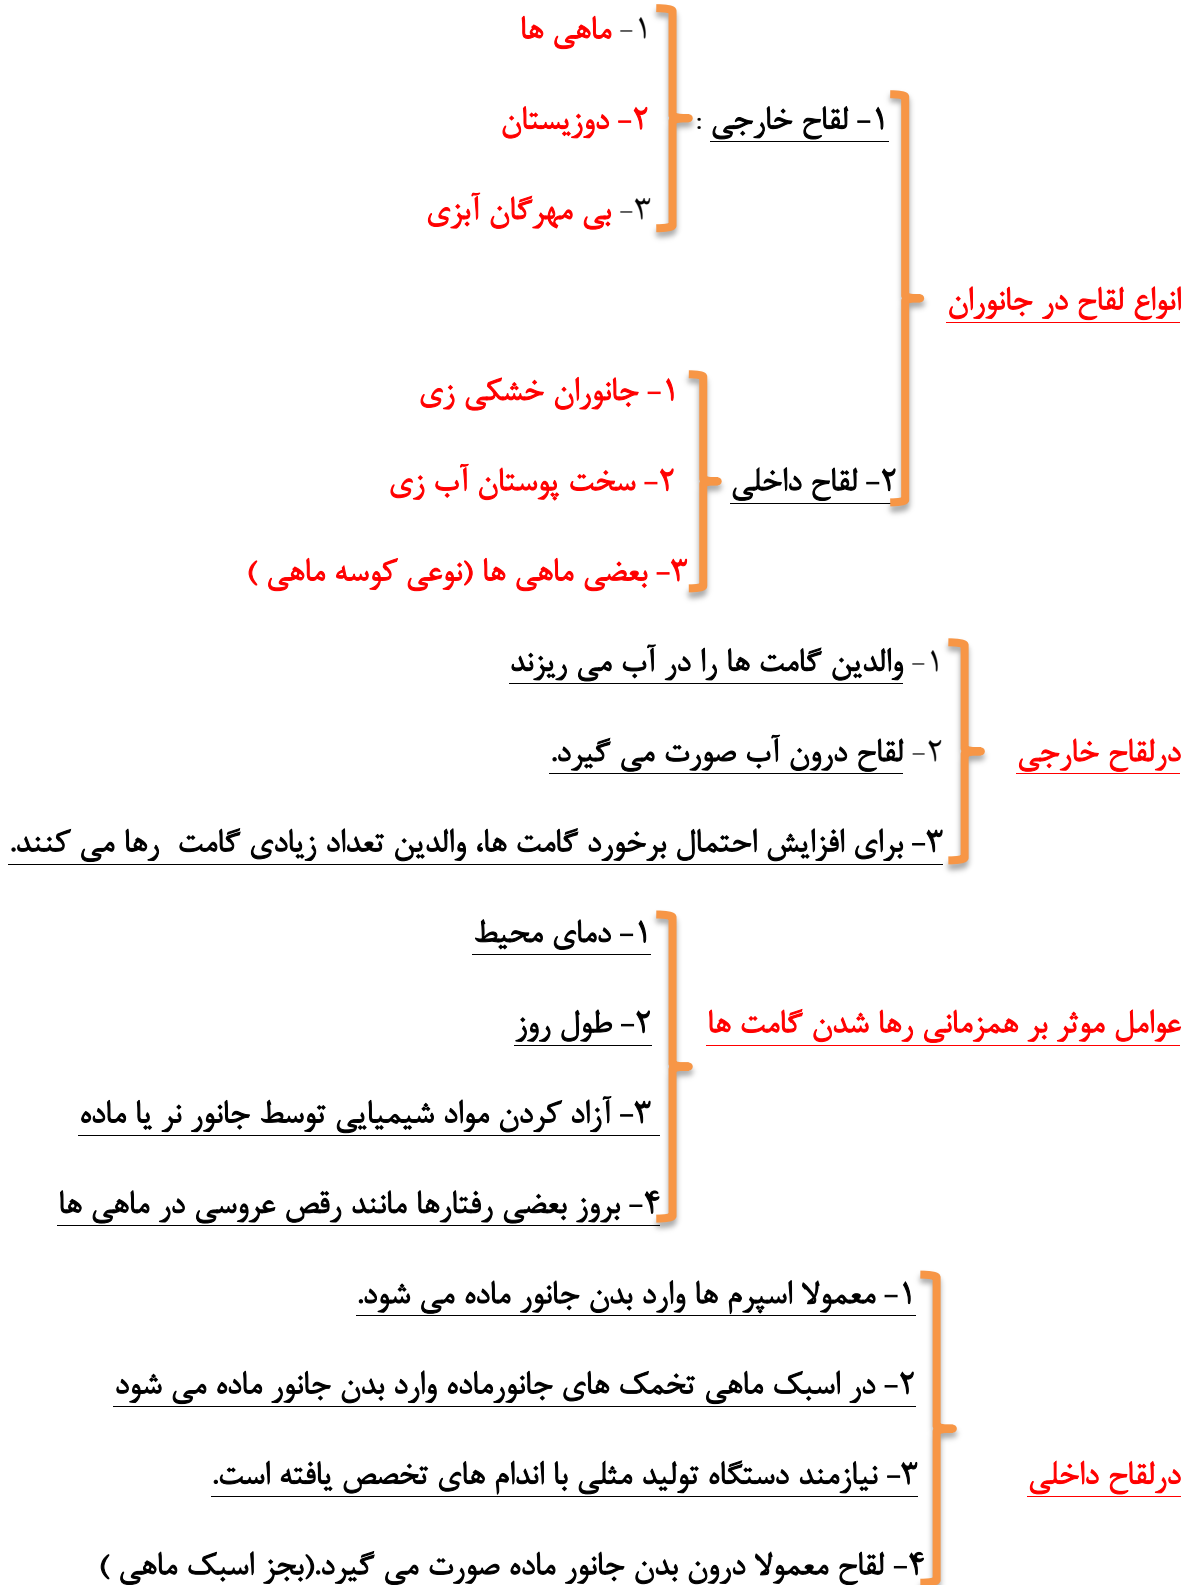 ۱- ماهی ها
۱- لقاح خارجی :
۲- دوزیستان
۳- بی مهرگان آبزی
انواع لقاح در جانوران
۱- جانوران خشکی زی
۲- لقاح داخلی
۲- سخت پوستان آب زی
۳- بعضی ماهی ها (نوعی کوسه ماهی )
۱- والدین گامت ها را در آب می ریزند
درلقاح خارجی
۲- لقاح درون آب صورت می گیرد.
۳- برای افزایش احتمال برخورد گامت ها، والدین تعداد زیادی گامت رها می کنند.
۱- دمای محیط
عوامل موثر بر همزمانی رها شدن گامت ها
۲- طول روز
۳- آزاد کردن مواد شیمیایی توسط جانور نر یا ماده
۴- بروز بعضی رفتارها مانند رقص عروسی در ماهی ها
۱- معمولا اسپرم ها وارد بدن جانور ماده می شود.
۲- در اسبک ماهی تخمک های جانورماده وارد بدن جانور ماده می شود
درلقاح داخلی
۳- نیازمند دستگاه تولید مثلی با اندام های تخصص یافته است.
۴- لقاح معمولا درون بدن جانور ماده صورت می گیرد.(بجز اسبک ماهی )